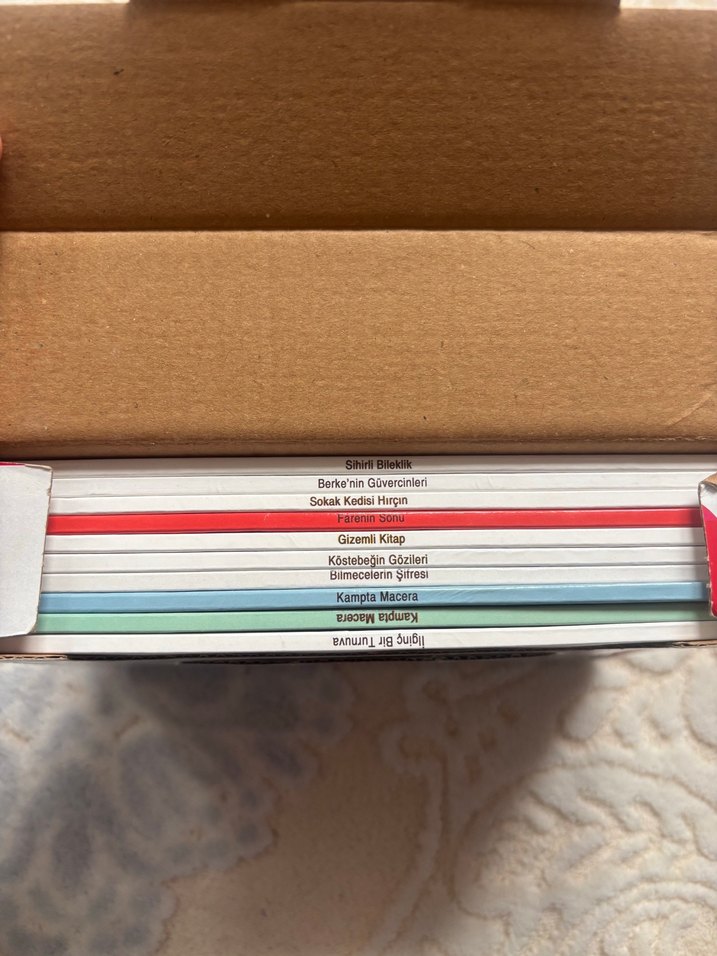 Sihirli Bileklik
Berke'nin Güvercinleri
Sokak Kedisi Hırçın
Farenin Sonu
Gizemli Kitap
Köstebeğin Gözileri
Bilmecelerin Şifresi
Kampta Macera
Kampta Macera
İlginç Bir Turnuva